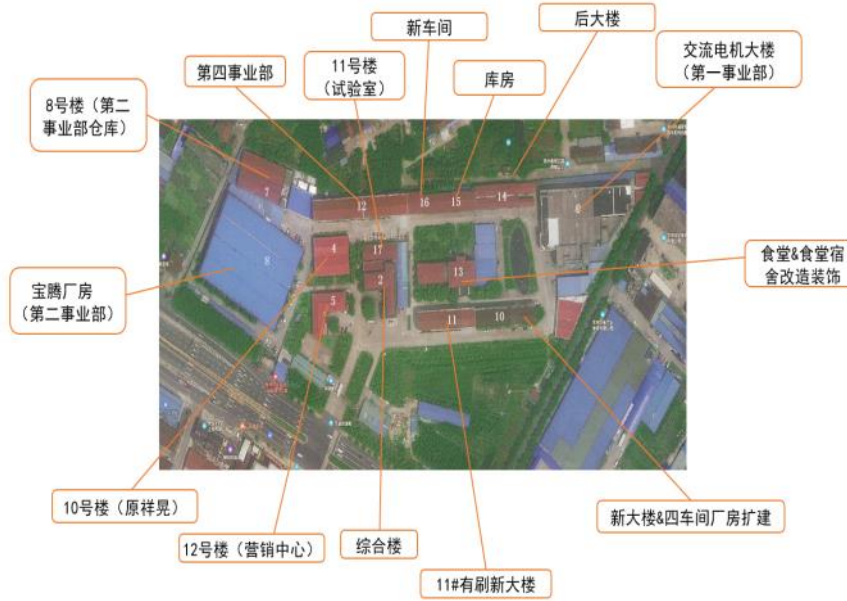 新车间
后大楼
第四事业部
11号楼
（试验室）
库房
交流电机大楼
（第一事业部）
8号楼（第二
事业部仓库）
7
12
16
15
14
17
4
13
2
5
11
10
宝腾厂房
（第二事业部）
食堂&食堂宿
舍改造装饰
10号楼（原祥晃）
12号楼（营销中心）
综合楼
11#有刷新大楼
新大楼&四车间厂房扩建